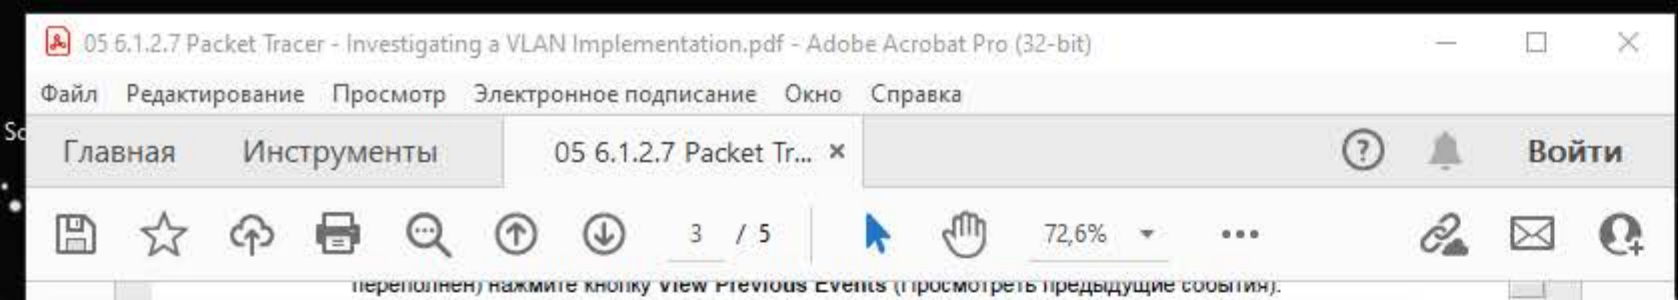 05 6.1.2.7 Packet Tracer - Investigating a VLAN Implementation.pdf - Adobe Acrobat Pro (32-bit)
Файл Редактирование Просмотр Электронное подписание Окно Справка
Sc
Главная Инструменты 05 6.1.2.7 Packet Tr... × ? Войти
3 / 5 72,6%
переполнен) нажмите кнопку View Previous Events (Просмотреть предыдущие события).